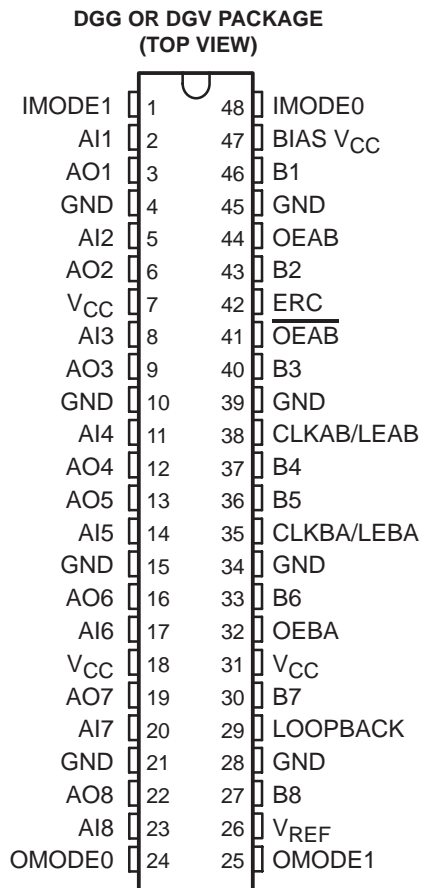 DGG OR DGV PACKAGE
(TOP VIEW)
IMODE1 1 48 IMODE0
AI1 2 47 BIAS VCC
AO1 3 46 B1
GND 4 45 GND
AI2 5 44 OEAB
AO2 6 43 B2
VCC 7 42 ERC
AI3 8 41 OEAB
AO3 9 40 B3
GND 10 39 GND
AI4 11 38 CLKAB/LEAB
AO4 12 37 B4
AO5 13 36 B5
AI5 14 35 CLKBA/LEBA
GND 15 34 GND
AO6 16 33 B6
AI6 17 32 OEBA
VCC 18 31 VCC
AO7 19 30 B7
AI7 20 29 LOOPBACK
GND 21 28 GND
AO8 22 27 B8
AI8 23 26 VREF
OMODE0 24 25 OMODE1